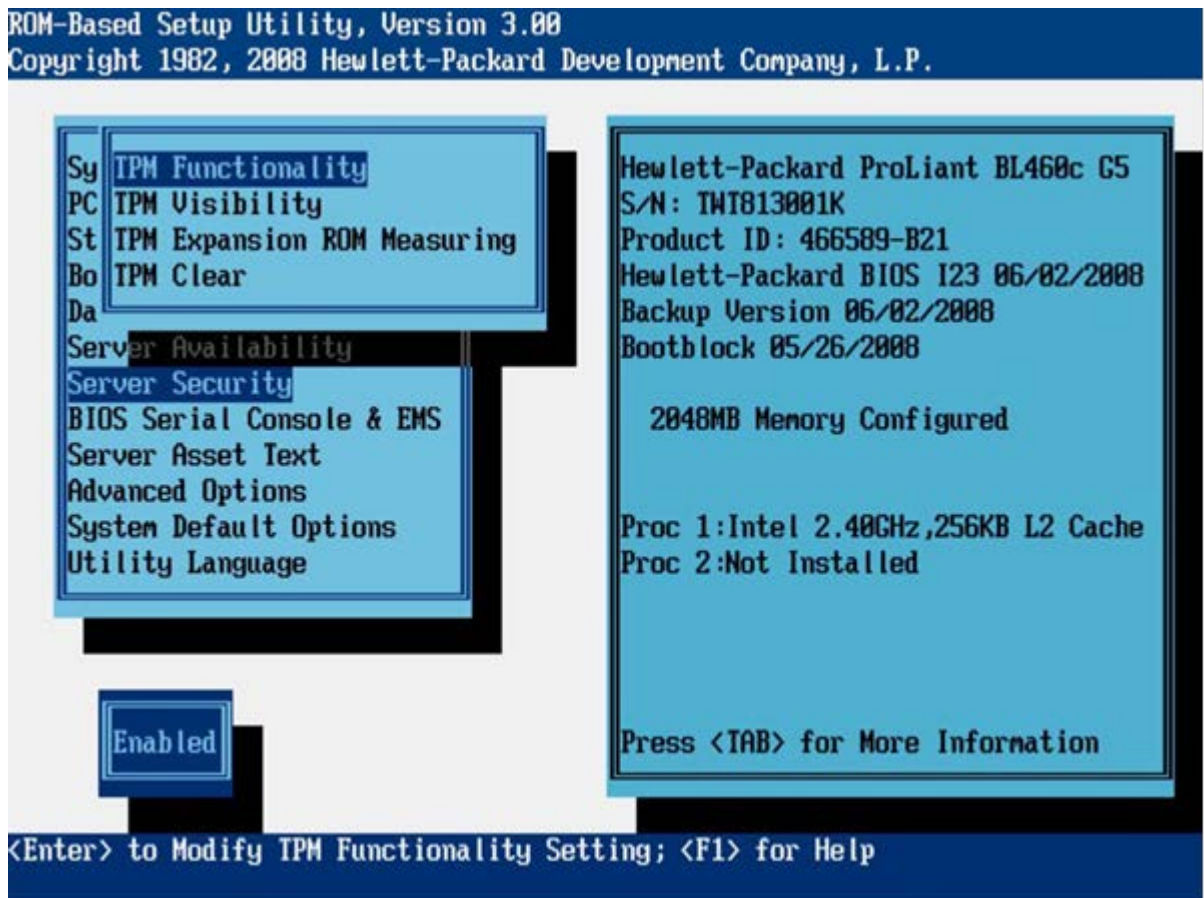 ROM-Based Setup Utility, Version 3.00
Copyright 1982, 2008 Hewlett-Packard Development Company, L.P.
TPM Functionality
TPM Visibility
TPM Expansion ROM Measuring
TPM Clear
Sy
PC
St
Bo
Da
Server Availability
Server Security
BIOS Serial Console & EMS
Server Asset Text
Advanced Options
System Default Options
Utility Language
Enabled
Hewlett-Packard ProLiant BL460c G5
S/N: TWT813001K
Product ID: 466589-B21
Hewlett-Packard BIOS I23 06/02/2008
Backup Version 06/02/2008
Bootblock 05/26/2008
2048MB Memory Configured
Proc 1:Intel 2.40GHz,256KB L2 Cache
Proc 2:Not Installed
Press <TAB> for More Information
<Enter> to Modify TPM Functionality Setting; <F1> for Help